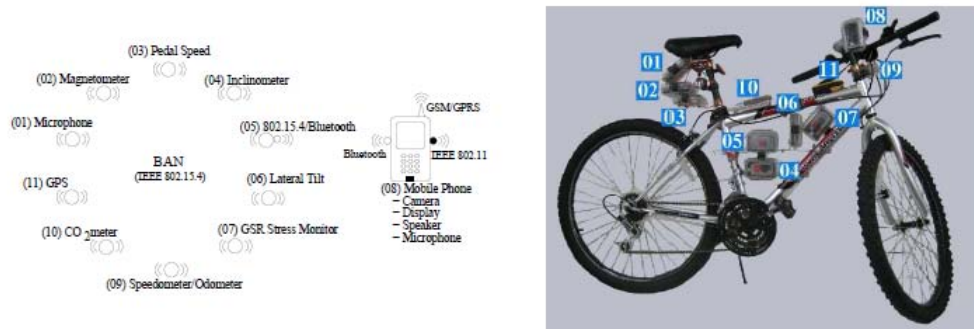 (03) Pedal Speed
(02) Magnetometer
(04) Inclinometer
(01) Microphone
(05) 802.15.4/Bluetooth
GSM/GPRS
Bluetooth
IEEE 802.11
BAN
(IEEE 802.15.4)
(11) GPS
(06) Lateral Tilt
(08) Mobile Phone
– Camera
– Display
– Speaker
– Microphone
(10) CO2meter
(07) GSR Stress Monitor
(09) Speedometer/Odometer
08
01
02
03
10
06
11
09
07
05
04